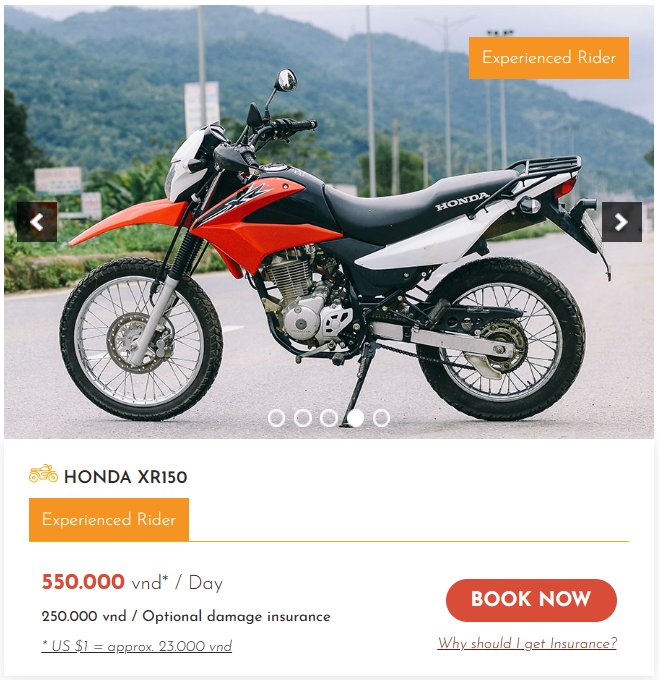 Experienced Rider
HONDA
HONDA XR150
Experienced Rider
550.000 vnd* / Day
250.000 vnd / Optional damage insurance
BOOK NOW
* US $1 = approx. 23.000 vnd
Why should I get Insurance?